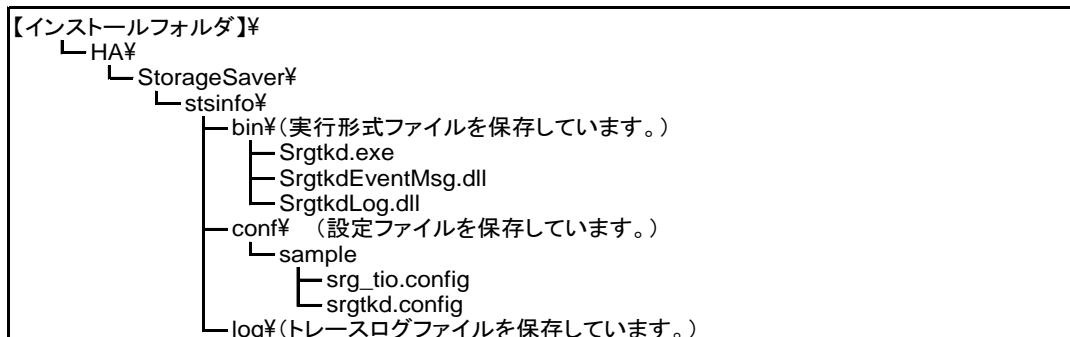 【インストールフォルダ】¥
HA¥
StorageSaver¥
stsinfo¥
bin¥(実行形式ファイルを保存しています。)
Srgtkd.exe
SrgtkdEventMsg.dll
SrgtkdLog.dll
conf¥ (設定ファイルを保存しています。)
sample
srg_tio.config
srgtkd.config
log¥(トレースログファイルを保存しています。)